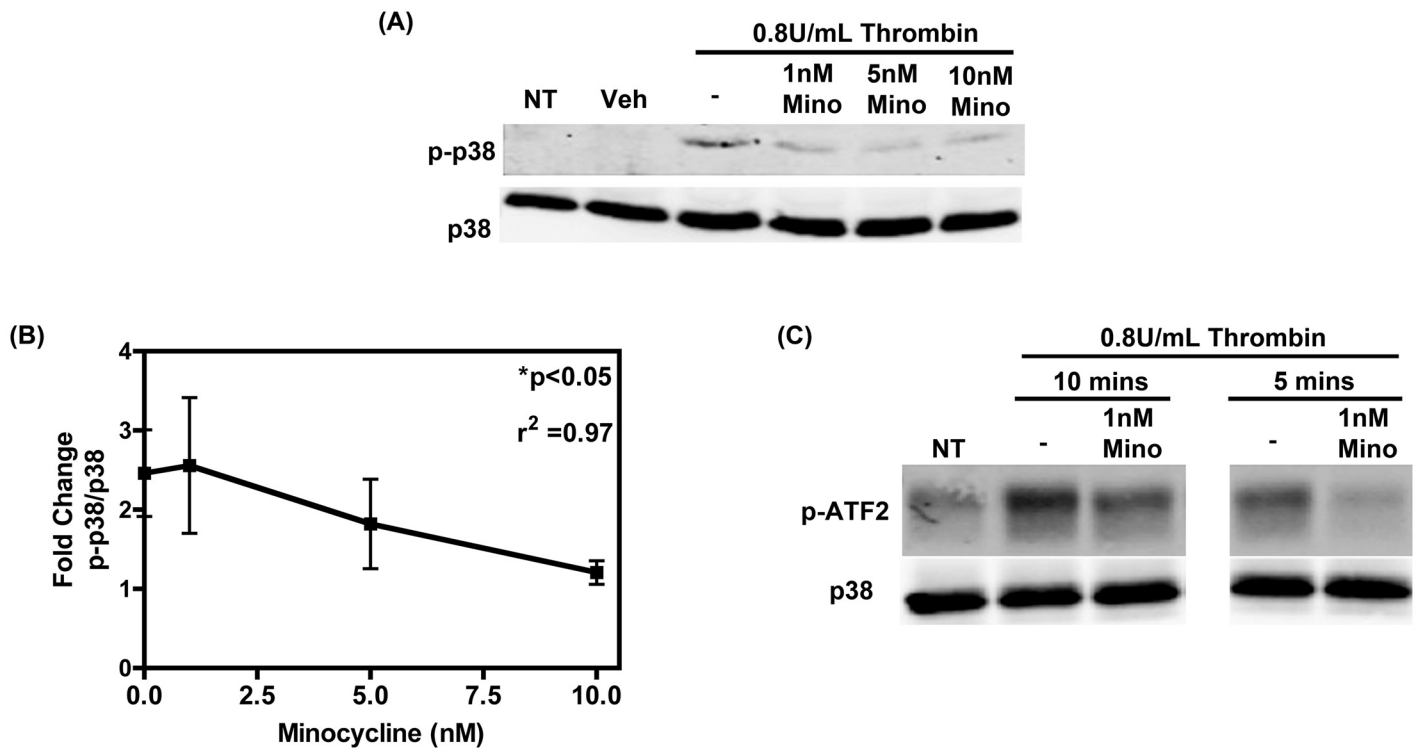 (A)
0.8U/mL Thrombin
NT Veh - 1nM Mino 5nM Mino 10nM Mino
p-p38
p38
(B)
Fold Change
p-p38/p38
4
3
2
1
0
*p<0.05
r² =0.97
0.0 2.5 5.0 7.5 10.0
Minocycline (nM)
(C)
0.8U/mL Thrombin
10 mins 5 mins
NT - 1nM Mino - 1nM Mino
p-ATF2
p38